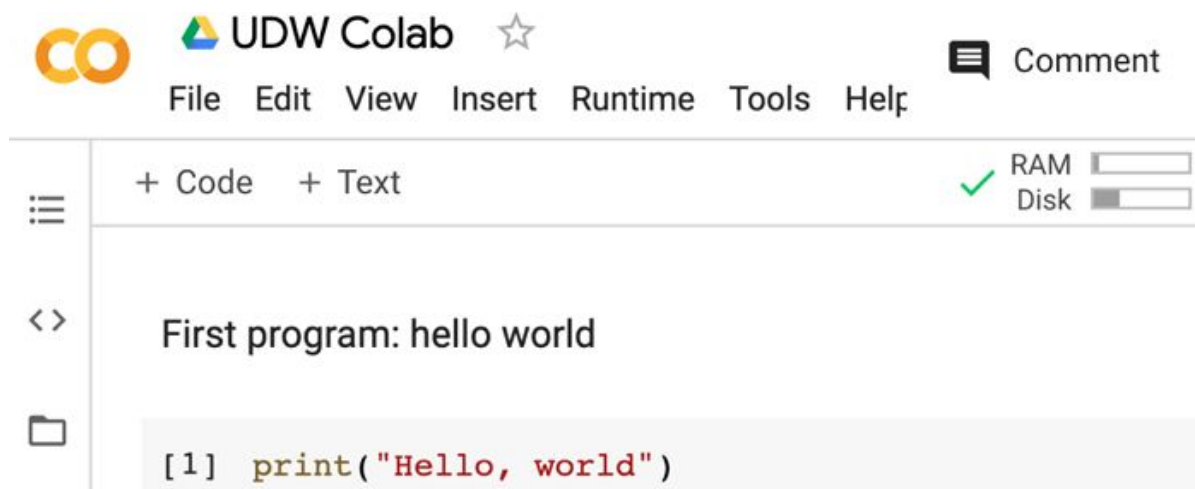 UDW Colab
Comment
File Edit View Insert Runtime Tools Help
+ Code + Text
RAM
Disk
First program: hello world
[1] print("Hello, world")